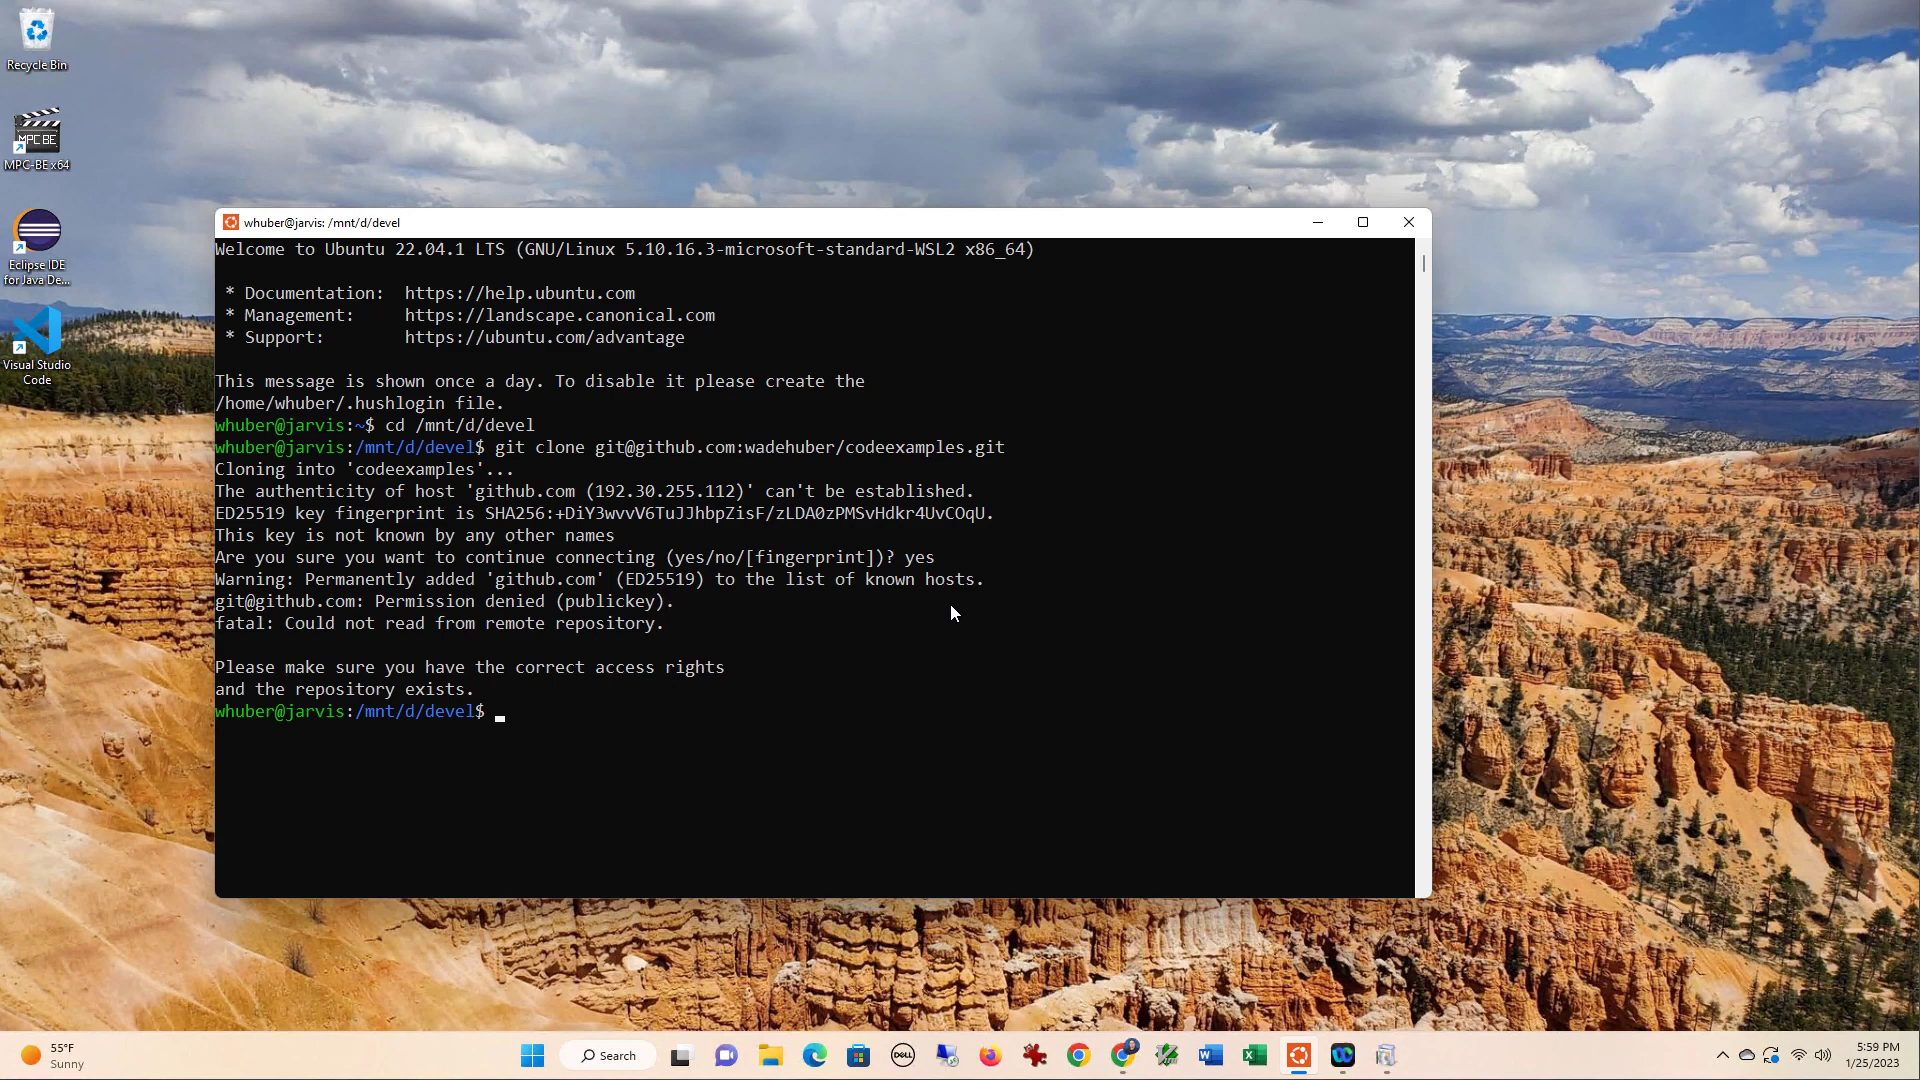 Recycle Bin
MPC BE
MPC-BE x64
Eclipse IDE
for Java De...
Visual Studio
Code
whuber@jarvis: /mnt/d/devel
Welcome to Ubuntu 22.04.1 LTS (GNU/Linux 5.10.16.3-microsoft-standard-WSL2 x86_64)
* Documentation:  https://help.ubuntu.com
* Management:     https://landscape.canonical.com
* Support:        https://ubuntu.com/advantage
This message is shown once a day. To disable it please create the
/home/whuber/.hushlogin file.
whuber@jarvis:~$ cd /mnt/d/devel
whuber@jarvis:/mnt/d/devel$ git clone git@github.com:wadehuber/codeexamples.git
Cloning into 'codeexamples'...
The authenticity of host 'github.com (192.30.255.112)' can't be established.
ED25519 key fingerprint is SHA256:+DiY3wvvV6TuJJhbpZisF/zLDA0zPMSvHdkr4UvCOqU.
This key is not known by any other names
Are you sure you want to continue connecting (yes/no/[fingerprint])? yes
Warning: Permanently added 'github.com' (ED25519) to the list of known hosts.
git@github.com: Permission denied (publickey).
fatal: Could not read from remote repository.
Please make sure you have the correct access rights
and the repository exists.
whuber@jarvis:/mnt/d/devel$
55°F
Sunny
Search
DELL
5:59 PM
1/25/2023